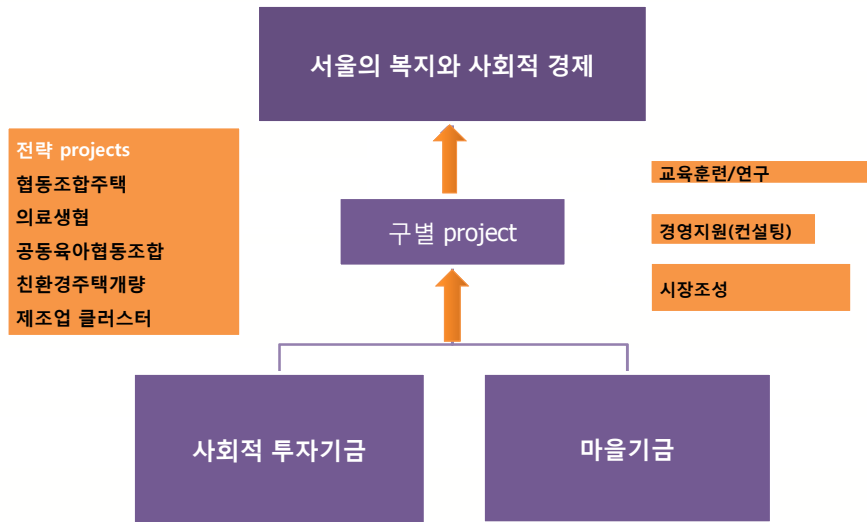 서울의 복지와 사회적 경제
전략 projects
협동조합주택
의료생협
공동육아협동조합
친환경주택개량
제조업 클러스터
구별 project
교육훈련/연구
경영지원(컨설팅)
시장조성
사회적 투자기금
마을기금